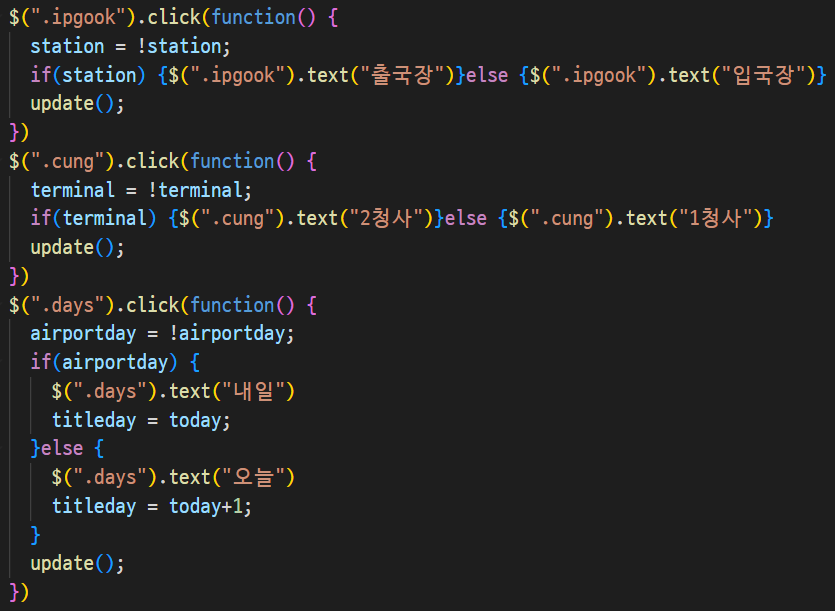 $(".ipgook").click(function() {
  station = !station;
  if(station) {$(".ipgook").text("출국장")}else {$(".ipgook").text("입국장")}
  update();
})
$(".cung").click(function() {
  terminal = !terminal;
  if(terminal) {$(".cung").text("2청사")}else {$(".cung").text("1청사")}
  update();
})
$(".days").click(function() {
  airportday = !airportday;
  if(airportday) {
    $(".days").text("내일")
    titleday = today;
  }else {
    $(".days").text("오늘")
    titleday = today+1;
  }
  update();
})